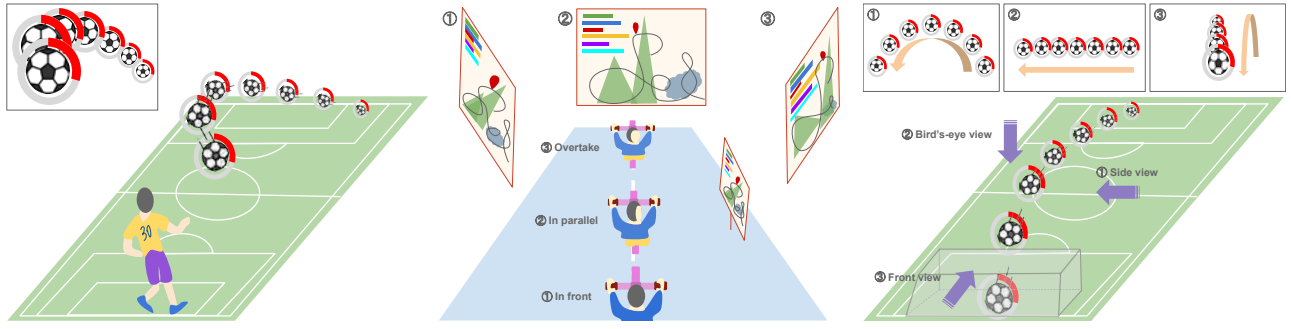 30
①
②
③
③ Overtake
② In parallel
① In front
①
②
③
② Bird's-eye view
① Side view
③ Front view